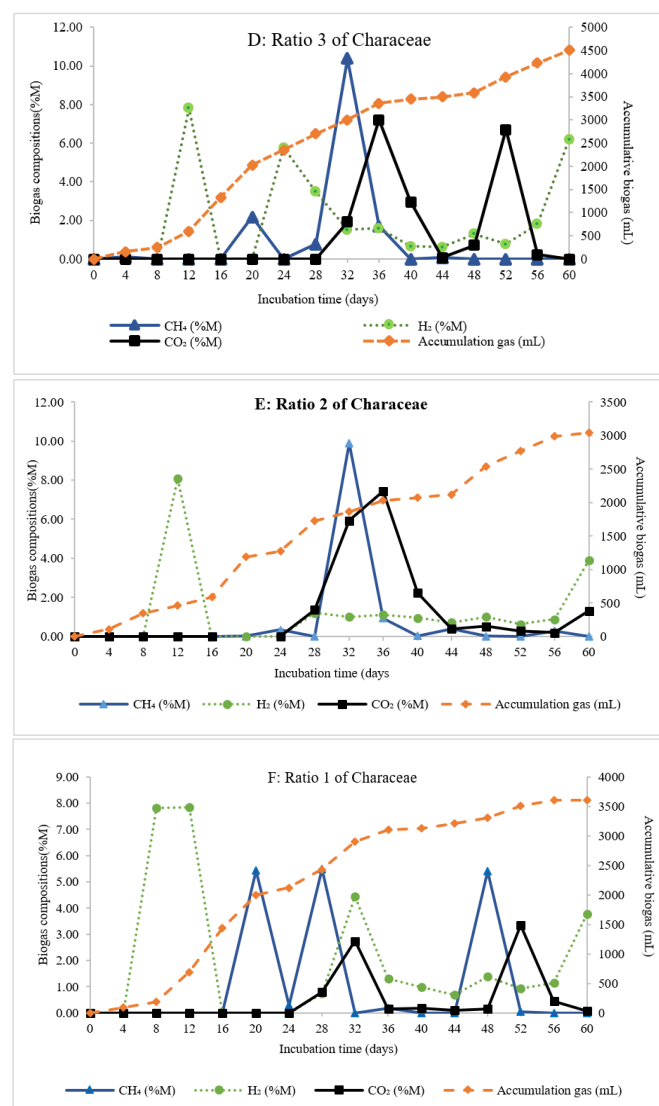 D: Ratio 3 of Characeae
12.00
10.00
8.00
6.00
4.00
2.00
0.00
Biogas compositions(%M)
5000
4500
4000
3500
3000
2500
2000
1500
1000
500
0
Accumulative biogas (mL)
0 4 8 12 16 20 24 28 32 36 40 44 48 52 56 60
Incubation time (days)
CH₄ (%M) H₂ (%M)
CO₂ (%M) Accumulation gas (mL)
E: Ratio 2 of Characeae
12.00
10.00
8.00
6.00
4.00
2.00
0.00
Biogas compositions(%M)
3500
3000
2500
2000
1500
1000
500
0
Accumulative biogas (mL)
0 4 8 12 16 20 24 28 32 36 40 44 48 52 56 60
Incubation time (days
CH₄ (%M) H₂ (%M) CO₂ (%M) Accumulation gas (mL)
F: Ratio 1 of Characeae
9.00
8.00
7.00
6.00
5.00
4.00
3.00
2.00
1.00
0.00
Biogas compositions(%M)
4000
3500
3000
2500
2000
1500
1000
500
0
Accumulative biogas (mL)
0 4 8 12 16 20 24 28 32 36 40 44 48 52 56 60
Incubation time (days)
CH₄ (%M) H₂ (%M) CO₂ (%M) Accumulation gas (mL)